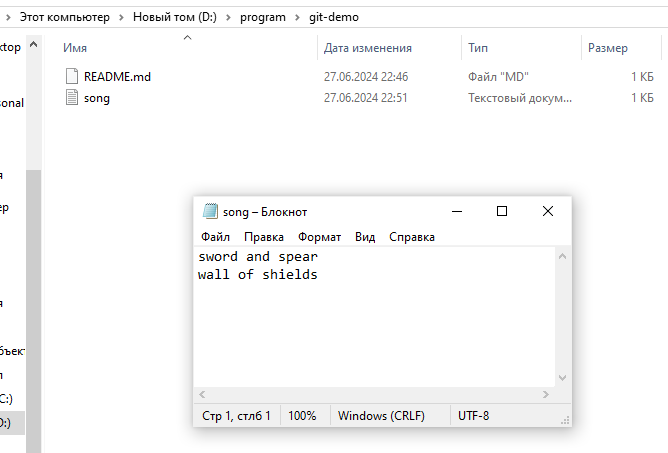 Этот компьютер > Новый том (D:) > program > git-demo
Имя Дата изменения Тип Размер
README.md 27.06.2024 22:46 Файл "MD" 1 КБ
song 27.06.2024 22:51 Текстовый докум... 1 КБ
ktop
sonal
я
ер
я
бъект
л
C:)
D:)
song – Блокнот
Файл Правка Формат Вид Справка
sword and spear
wall of shields
Стр 1, стлб 1 100% Windows (CRLF) UTF-8